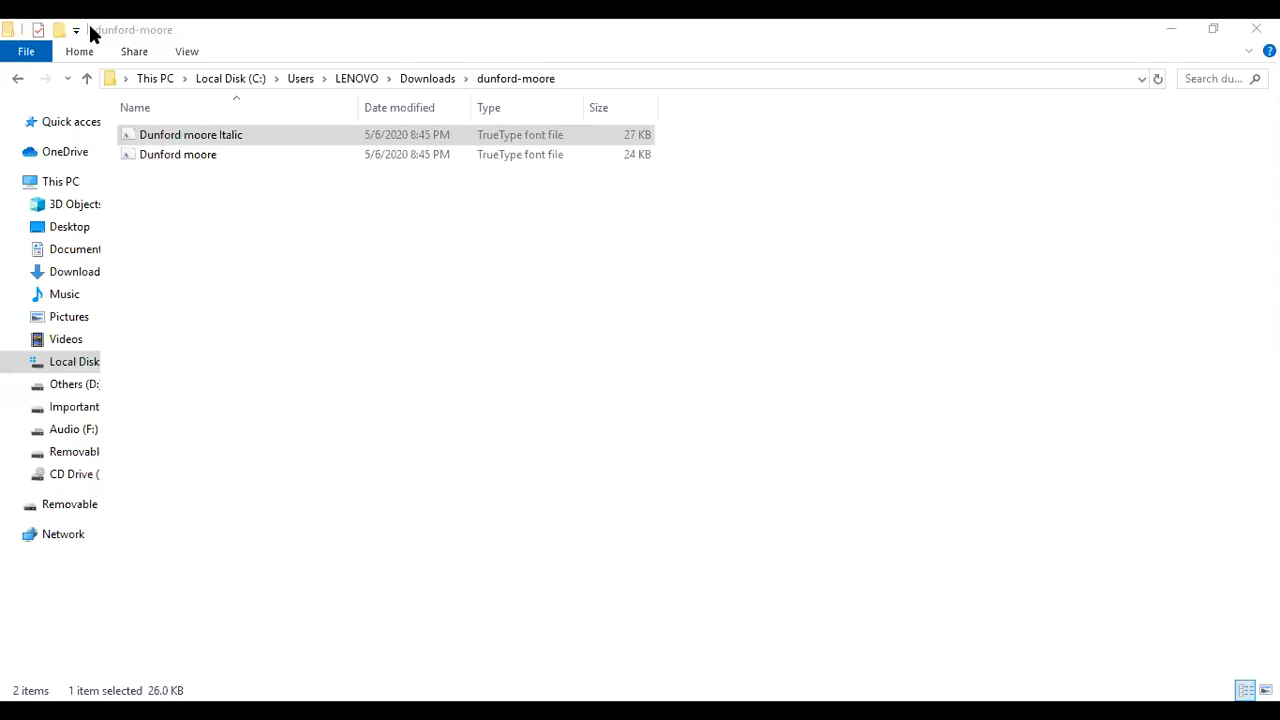 dunford-moore
File Home Share View
This PC Local Disk (C:) Users LENOVO Downloads dunford-moore Search du...
Name Date modified Type Size
Dunford moore Italic 5/6/2020 8:45 PM TrueType font file 27 KB
Dunford moore 5/6/2020 8:45 PM TrueType font file 24 KB
Quick acces
OneDrive
This PC
3D Objects
Desktop
Document
Download
Music
Pictures
Videos
Local Disk
Others (D:)
Important
Audio (F:)
Removabl
CD Drive (
Removable
Network
2 items 1 item selected 26.0 KB